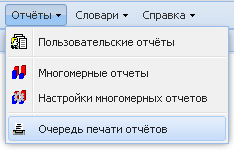 Отчёты Словари Справка
Пользовательские отчёты
Многомерные отчеты
Настройки многомерных отчетов
Очередь печати отчётов